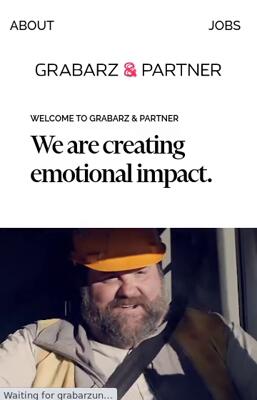 ABOUT JOBS
GRABARZ & PARTNER
WELCOME TO GRABARZ & PARTNER
We are creating
emotional impact.
Waiting for grabarzun...